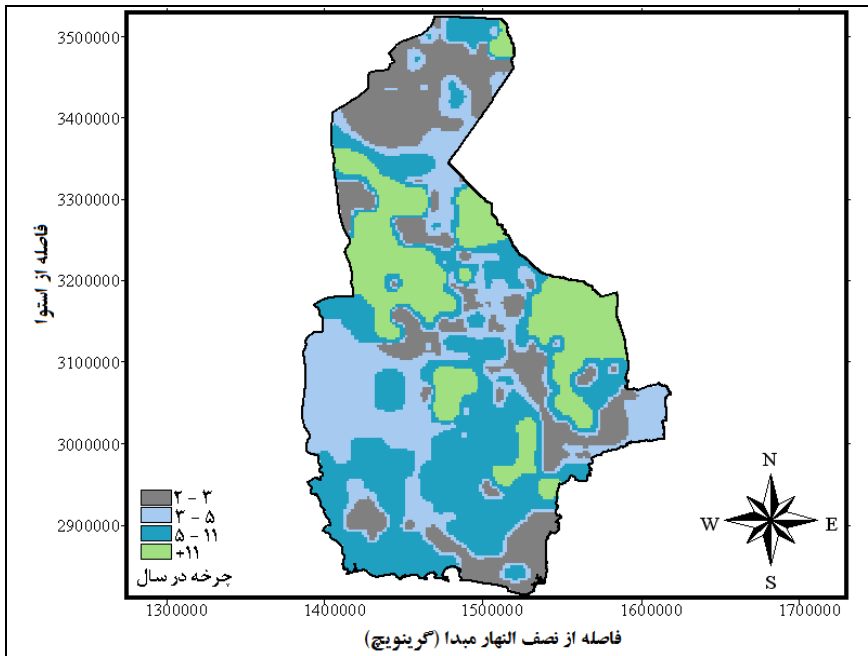 3500000
3400000
3300000
3200000
3100000
3000000
2900000
فاصله از استوا
۲ - ۳
۳ - ۵
۵ - ۱۱
+۱۱
چرخه در سال
N
W
E
S
1300000
1400000
1500000
1600000
1700000
فاصله از نصف النهار مبدا (گرینویچ)